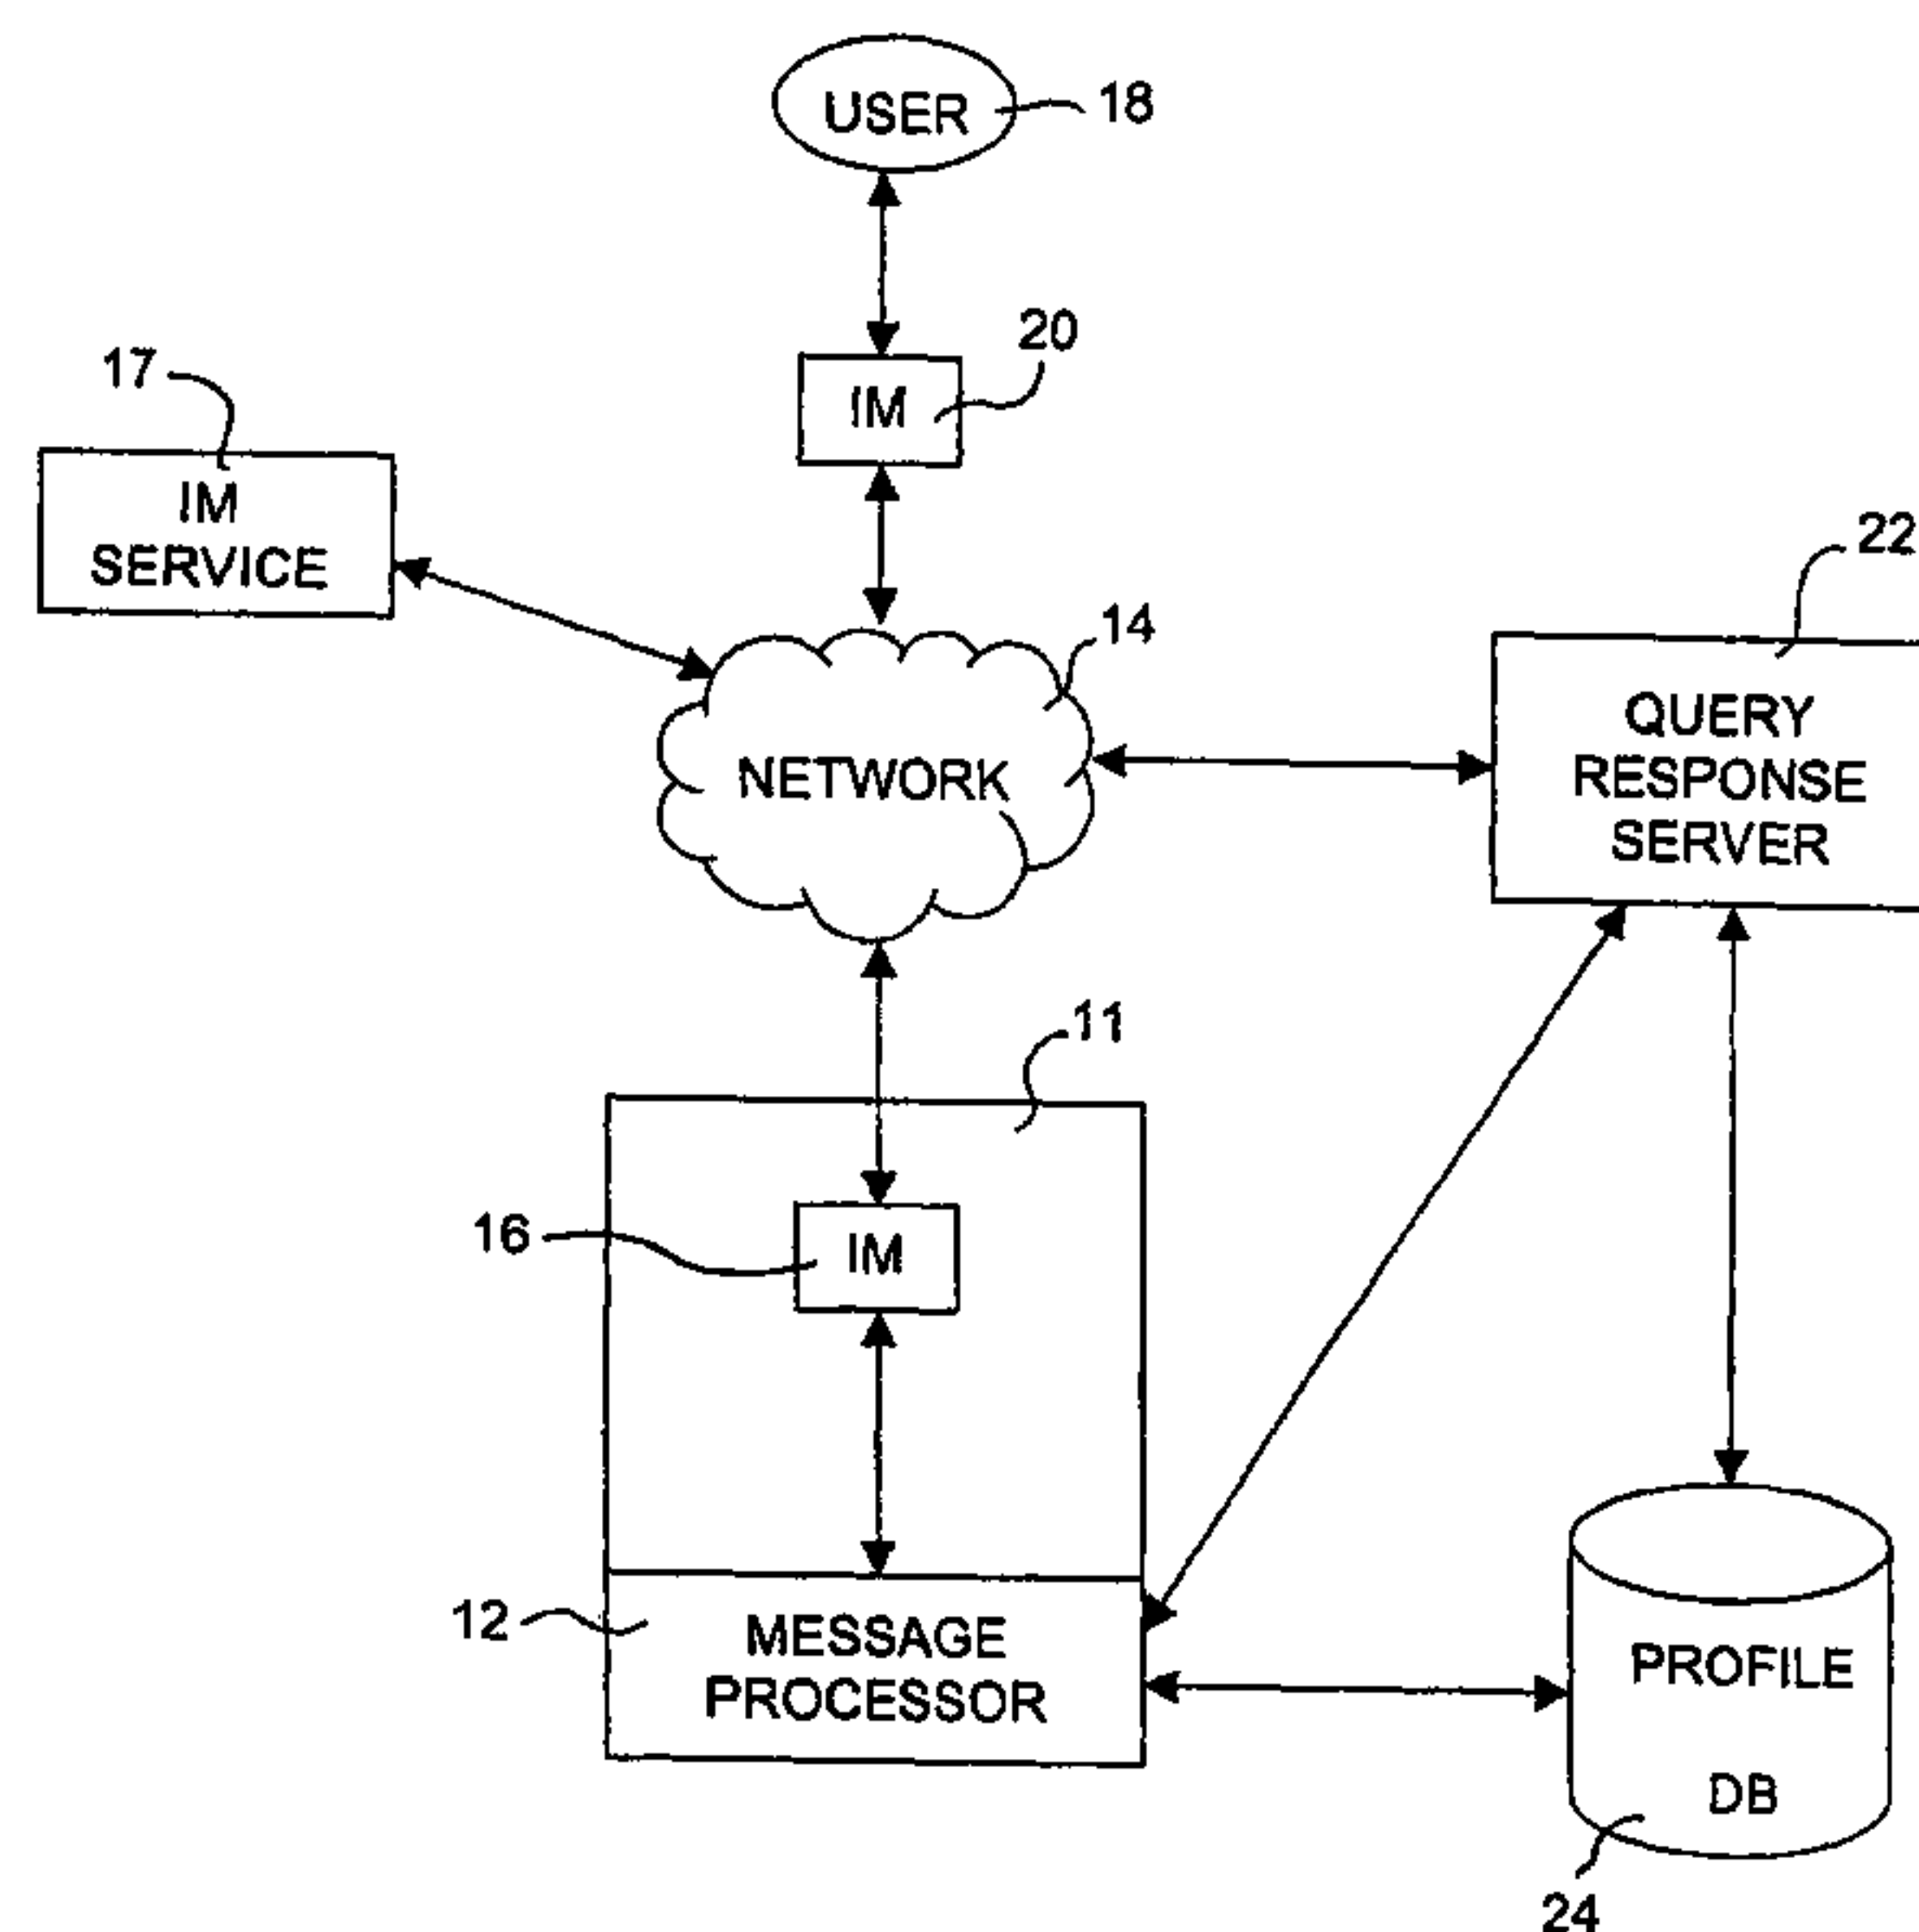 USER
18
20
IM
17
IM
SERVICE
22
14
NETWORK
QUERY
RESPONSE
SERVER
11
16
IM
12
MESSAGE
PROCESSOR
PROFILE
DB
24